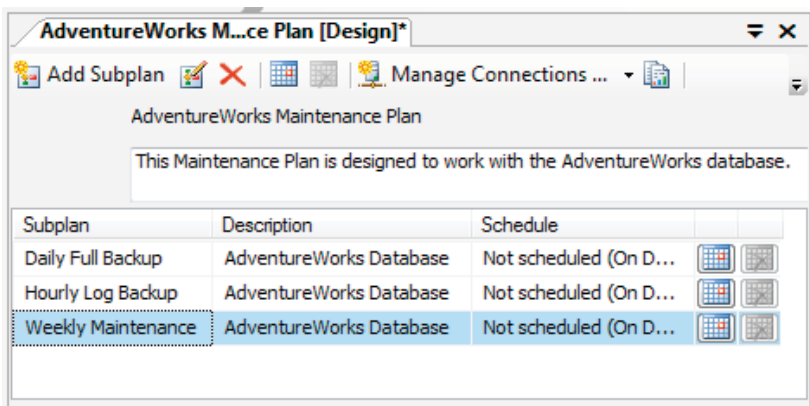 AdventureWorks M...ce Plan [Design]*
Add Subplan Manage Connections ...
AdventureWorks Maintenance Plan
This Maintenance Plan is designed to work with the AdventureWorks database.
Subplan Description Schedule
Daily Full Backup AdventureWorks Database Not scheduled (On D...
Hourly Log Backup AdventureWorks Database Not scheduled (On D...
Weekly Maintenance AdventureWorks Database Not scheduled (On D...